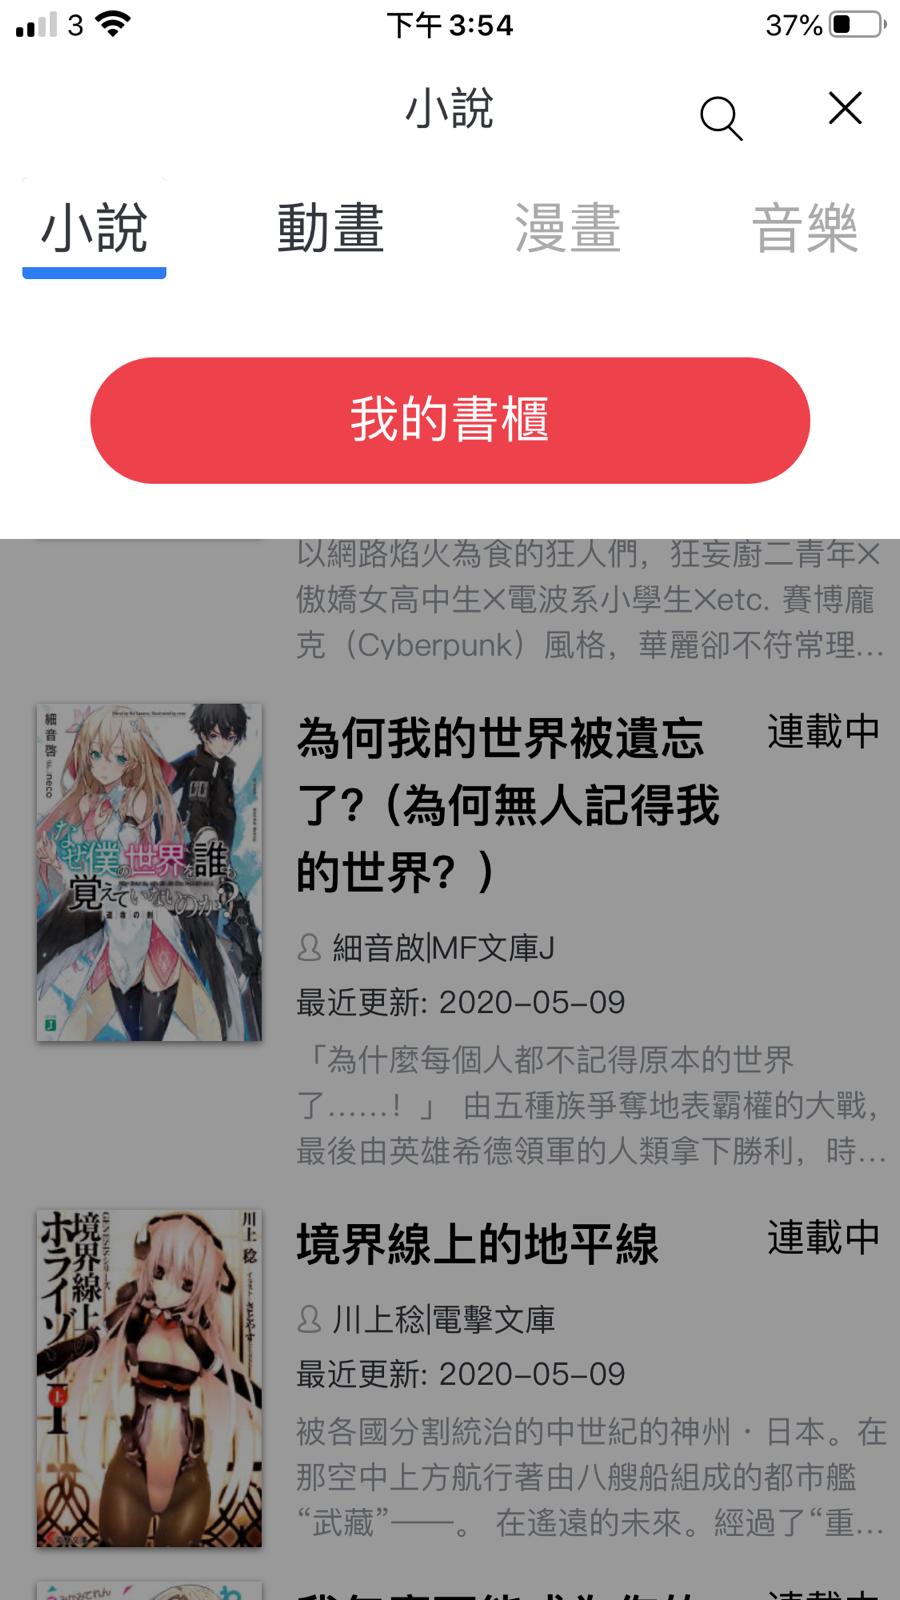 3
下午3:54
37%
小說
小說
動畫
漫畫
音樂
我的書櫃
以網路焰火為食的狂人們，狂妄廚二青年×
傲嬌女高中生×電波系小學生×etc. 賽博龐
克（Cyberpunk）風格，華麗卻不符常理...
細音啓
neco
なぜ僕の世界を誰も
覚えていないのか?
運命の剣
為何我的世界被遺忘
了?（為何無人記得我
的世界?）
連載中
細音啟|MF文庫J
最近更新: 2020-05-09
「為什麼每個人都不記得原本的世界
了……！」 由五種族爭奪地表霸權的大戰，
最後由英雄希德領軍的人類拿下勝利，時...
境界線上の
ホライゾン
I
上
川上 稔
さとやす
電撃文庫
境界線上的地平線
連載中
川上稔|電擊文庫
最近更新: 2020-05-09
被各國分割統治的中世紀的神州・日本。在
那空中上方航行著由八艘船組成的都市艦
“武藏”——。 在遙遠的未來。經過了“重...